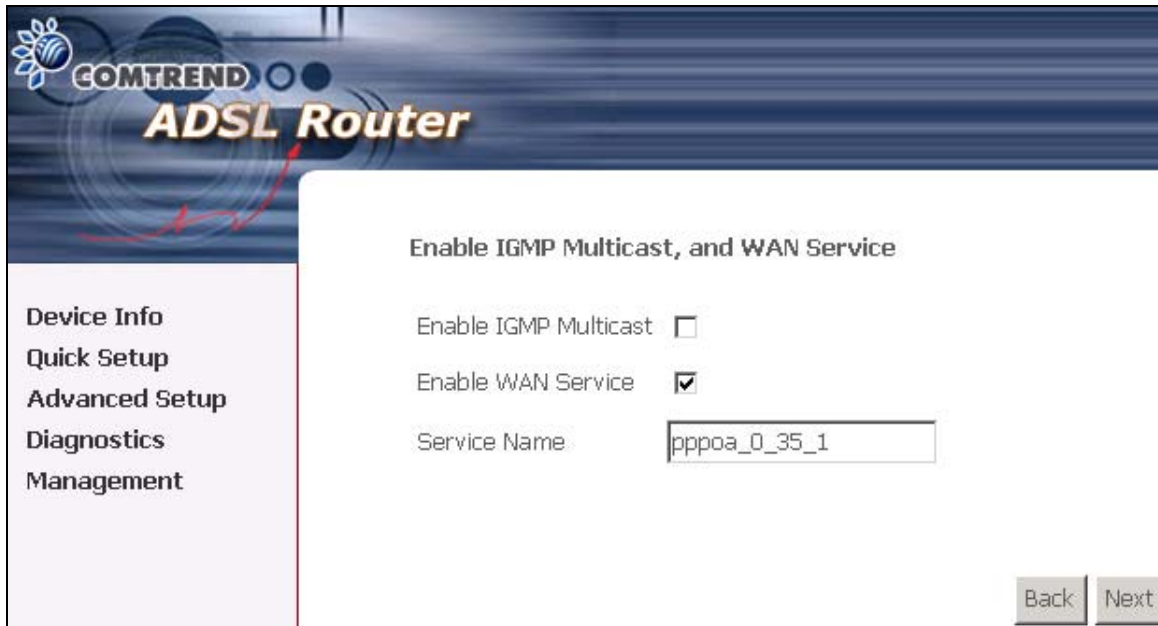 COMTREND
ADSL Router
Enable IGMP Multicast, and WAN Service
Device Info
Quick Setup
Advanced Setup
Diagnostics
Management
Enable IGMP Multicast
Enable WAN Service
Service Name pppoa_0_35_1
Back Next